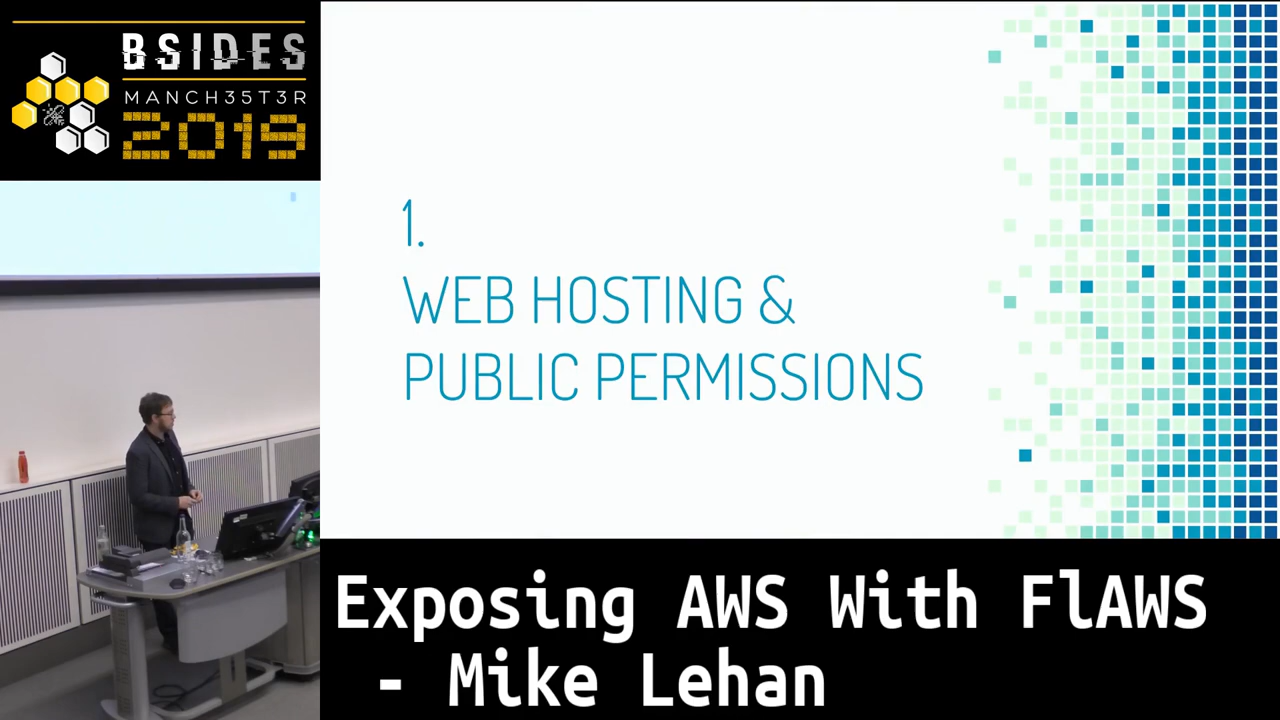 BSIDES
MANCH35T3R
2019
1.
WEB HOSTING &
PUBLIC PERMISSIONS
Exposing AWS With FlAWS
- Mike Lehan